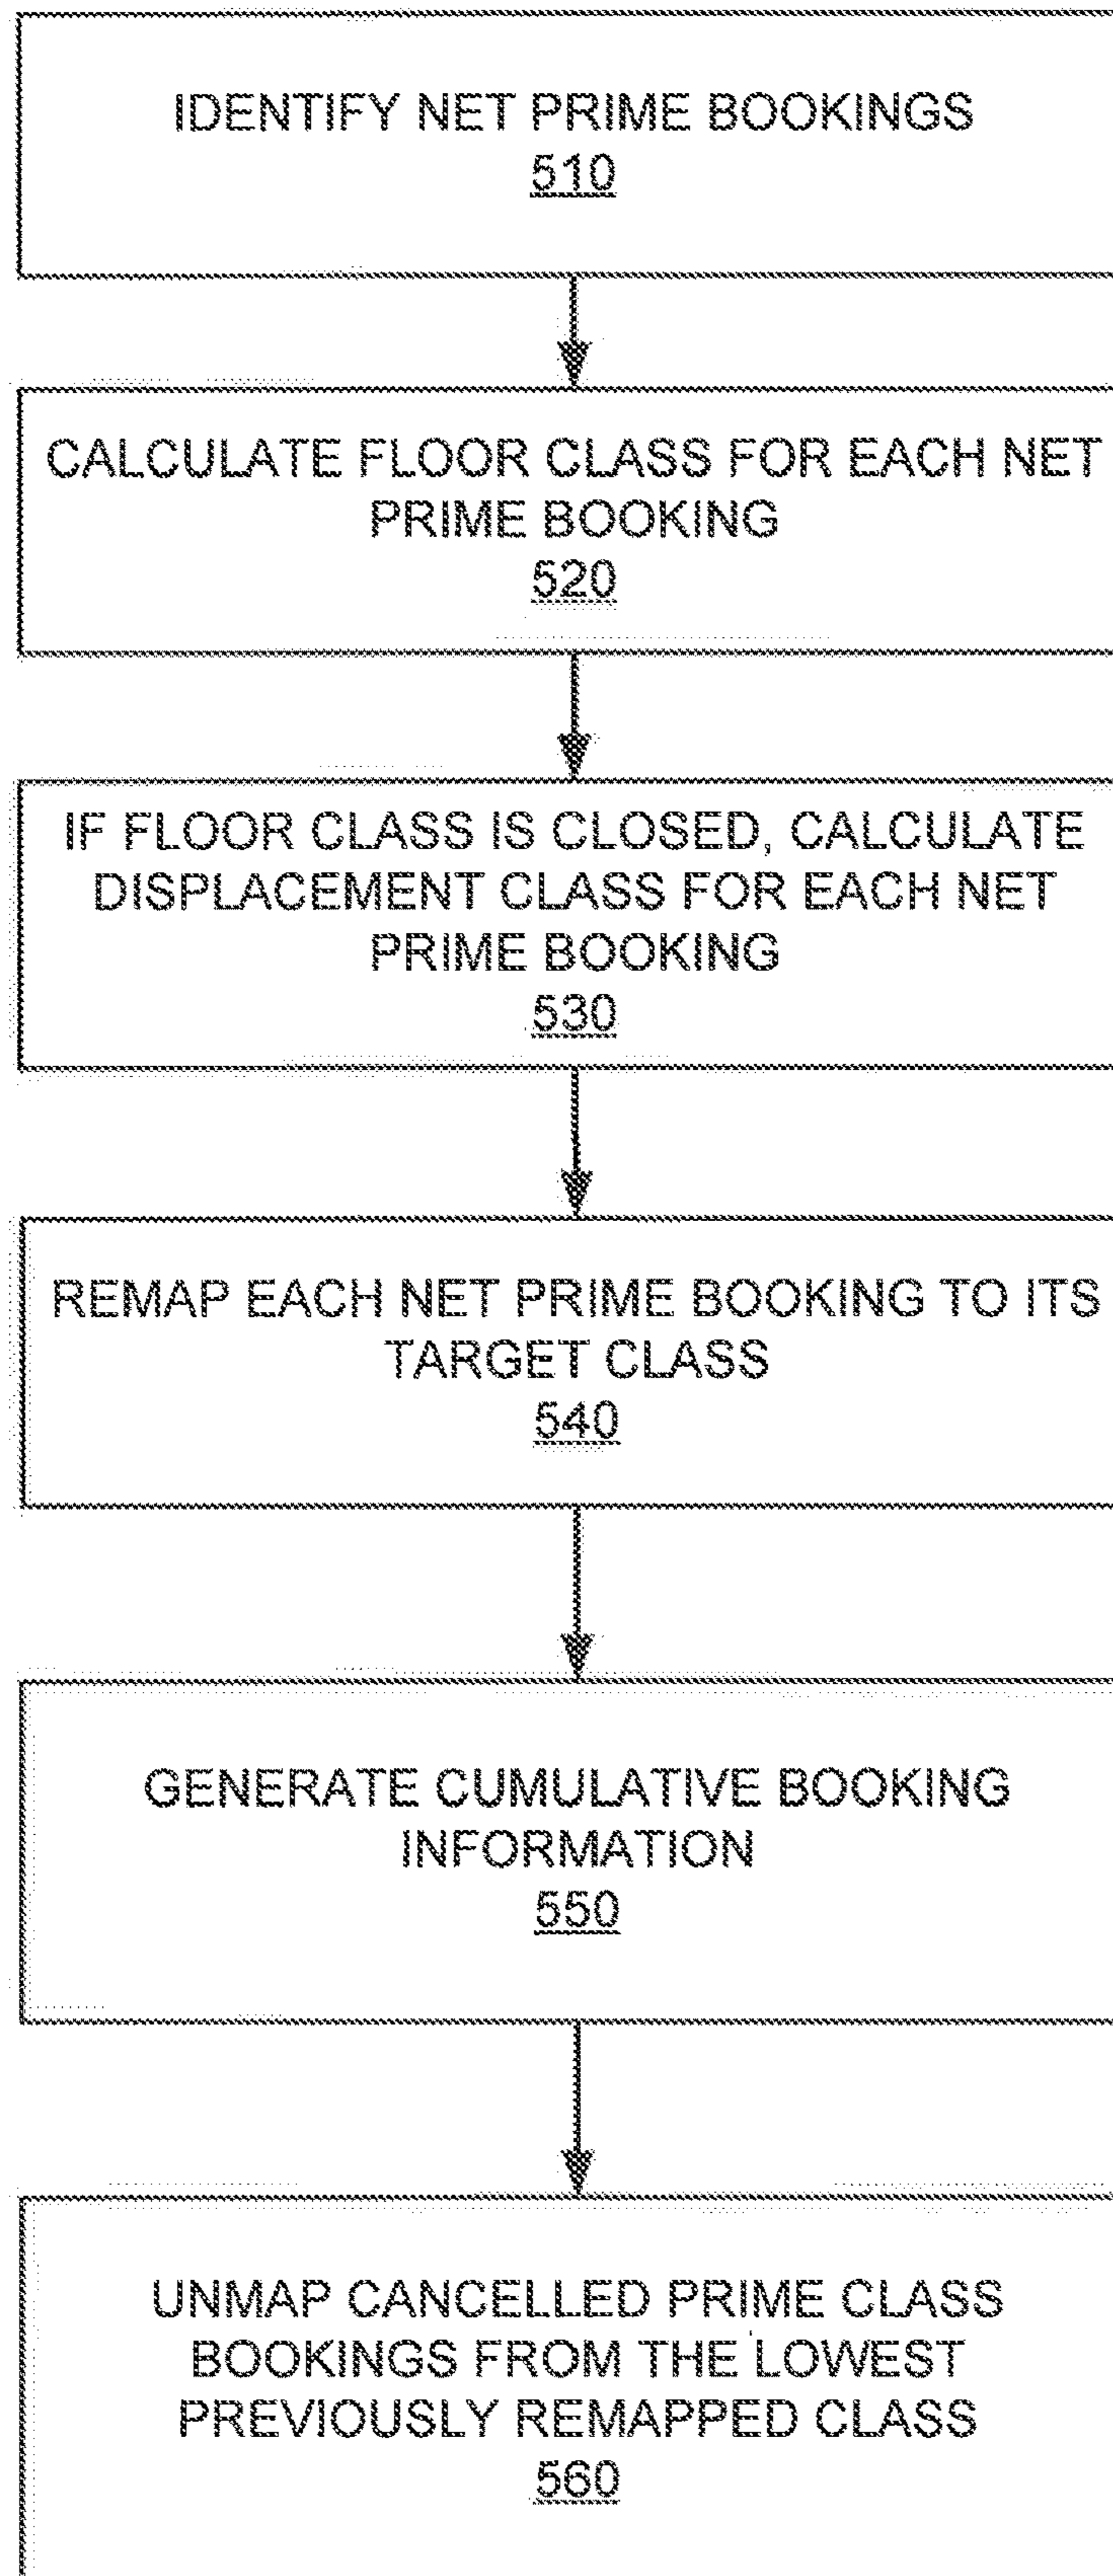 IDENTIFY NET PRIME BOOKINGS
510
CALCULATE FLOOR CLASS FOR EACH NET
PRIME BOOKING
520
IF FLOOR CLASS IS CLOSED, CALCULATE
DISPLACEMENT CLASS FOR EACH NET
PRIME BOOKING
530
REMAP EACH NET PRIME BOOKING TO ITS
TARGET CLASS
540
GENERATE CUMULATIVE BOOKING
INFORMATION
550
UNMAP CANCELLED PRIME CLASS
BOOKINGS FROM THE LOWEST
PREVIOUSLY REMAPPED CLASS
560